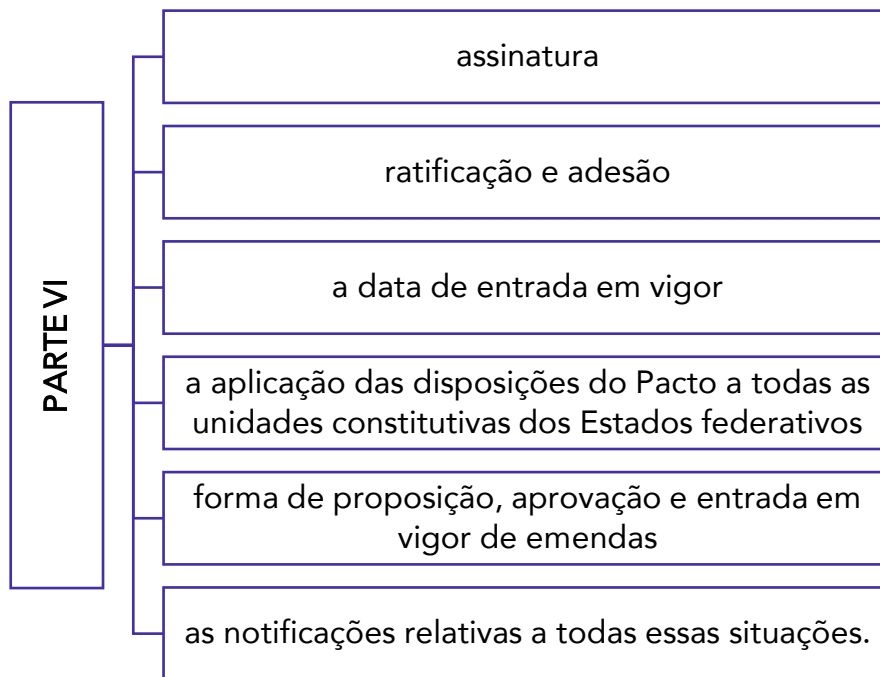 PARTE VI
assinatura
ratificação e adesão
a data de entrada em vigor
a aplicação das disposições do Pacto a todas as
unidades constitutivas dos Estados federativos
forma de proposição, aprovação e entrada em
vigor de emendas
as notificações relativas a todas essas situações.